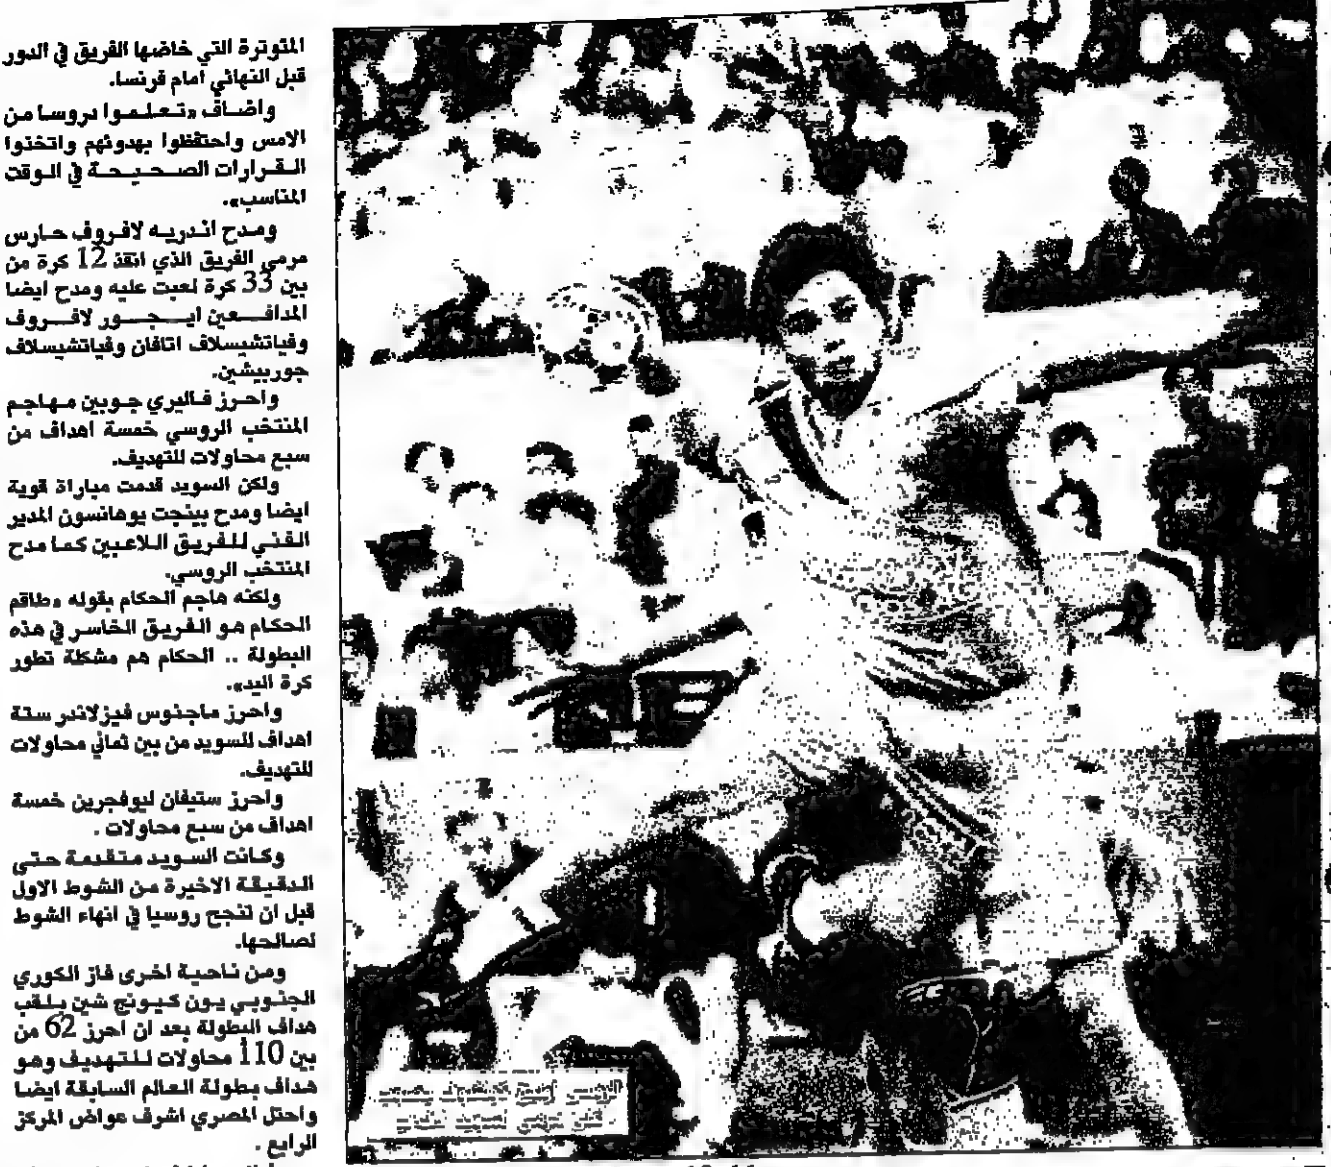 المتوترة التي خاضها الفريق في الدور
قبل النهائي امام فرنسا.
واضاف «تعلموا دروسا من
الامس واحتفظوا بهدوئهم واتخذوا
القرارات الصحيحة في الوقت
المناسب».
ومدح اندريه لافروف حارس
مرمى الفريق الذي انقذ 12 كرة من
بين 33 كرة لعبت عليه ومدح ايضا
المدافعين ايجور لافروف
وفياتشيسلاف اتافان وفياتشيسلاف
جوربيشين.
واحرز فاليري جوبين مهاجم
المنتخب الروسي خمسة اهداف من
سبع محاولات للتهديف.
ولكن السويد قدمت مباراة قوية
ايضا ومدح بينجت يوهانسون المدير
الفني للفريق اللاعبين كما مدح
المنتخب الروسي.
ولكنه هاجم الحكام بقوله «طاقم
الحكام هو الفريق الخاسر في هذه
البطولة .. الحكام هم مشكلة تطور
كرة اليد».
واحرز ماجنوس فيزلاندر ستة
اهداف للسويد من بين ثماني محاولات
للتهديف.
واحرز ستيفان ليوفجرين خمسة
اهداف من سبع محاولات .
وكانت السويد متقدمة حتى
الدقيقة الاخيرة من الشوط الاول
قبل ان تنجح روسيا في انهاء الشوط
لصالحها.
ومن ناحية اخرى فاز الكوري
الجنوبي يون كيونج شين بلقب
هداف البطولة بعد ان احرز 62 من
بين 110 محاولات للتهديف وهو
هداف بطولة العالم السابقة ايضا
واحتل المصري اشرف عواض المركز
الرابع .